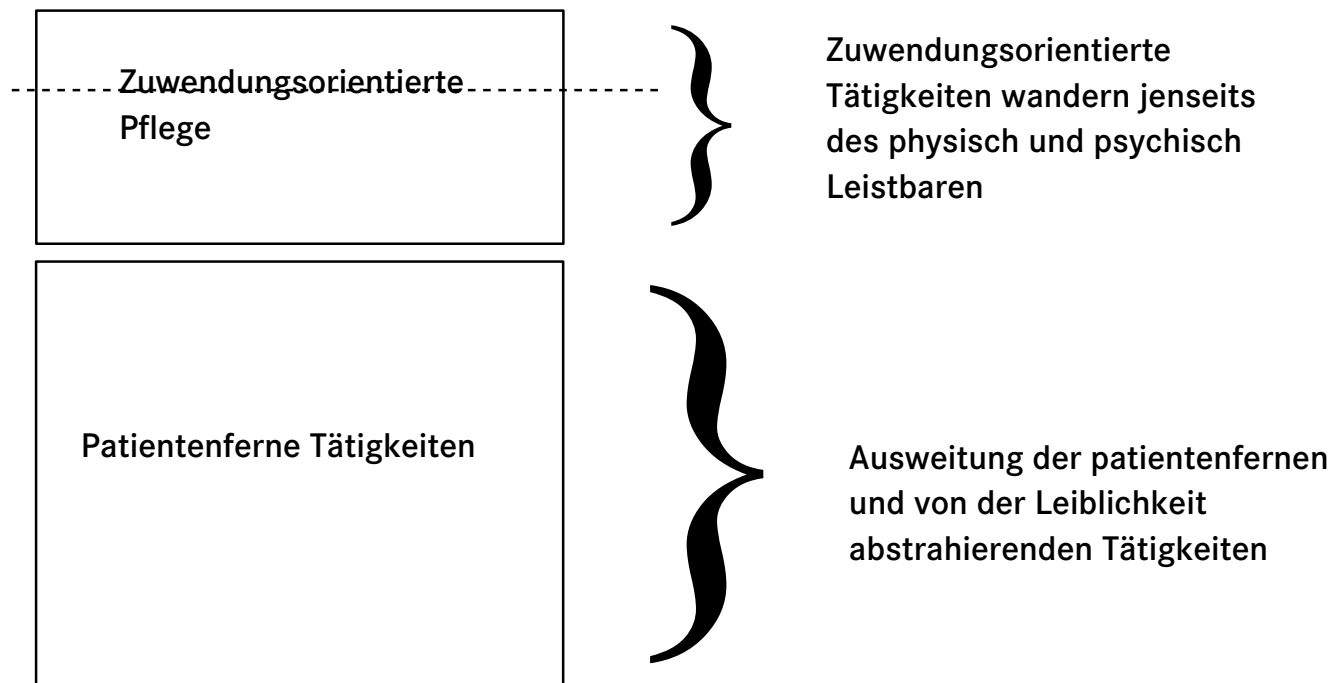 Zuwendungsorientierte
Pflege
Zuwendungsorientierte
Tätigkeiten wandern jenseits
des physisch und psychisch
Leistbaren
Patientenferne Tätigkeiten
Ausweitung der patientenfernen
und von der Leiblichkeit
abstrahierenden Tätigkeiten